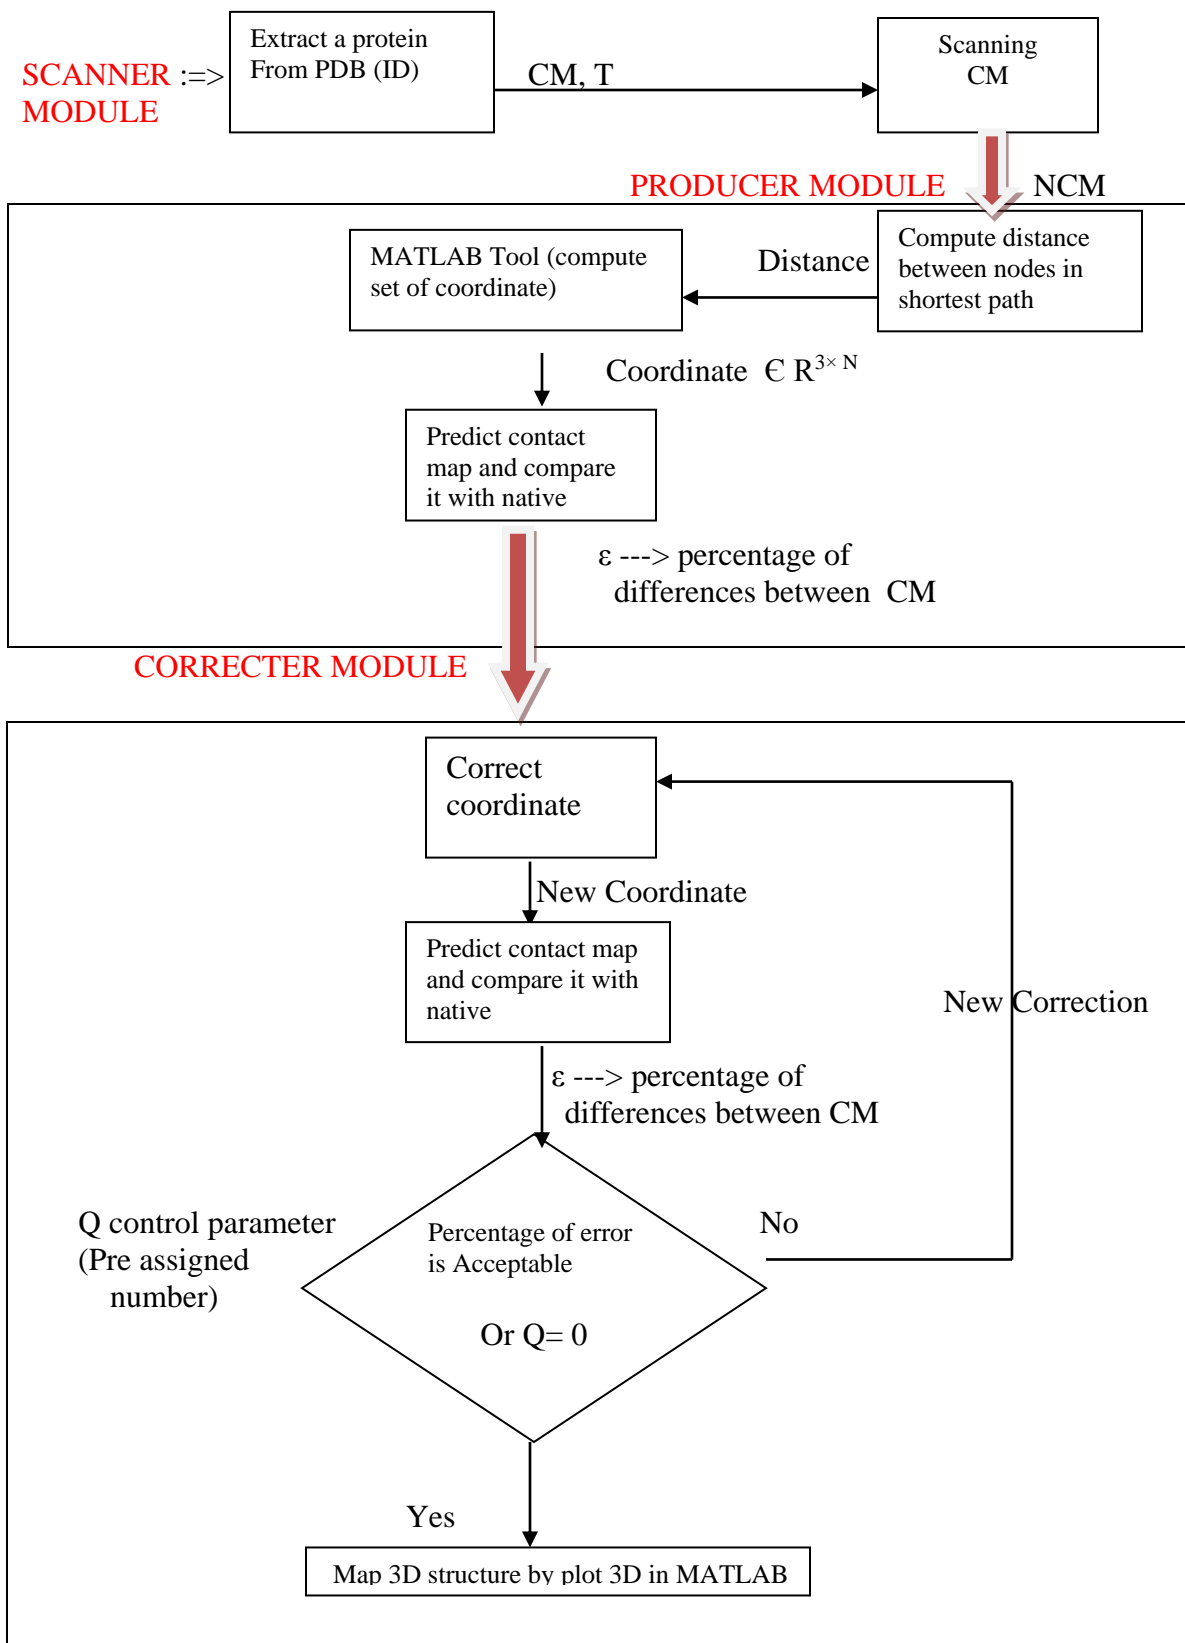 Extract a protein
From PDB (ID)
SCANNER :=>
MODULE
CM, T
Scanning
CM
PRODUCER MODULE
NCM
Compute distance
between nodes in
shortest path
Distance
MATLAB Tool (compute
set of coordinate)
Coordinate Є R³ˣ ᴺ
Predict contact
map and compare
it with native
ε ---> percentage of
differences between CM
CORRECTER MODULE
Correct
coordinate
New Coordinate
Predict contact map
and compare it with
native
New Correction
ε ---> percentage of
differences between CM
Q control parameter
(Pre assigned
number)
Percentage of error
is Acceptable
Or Q= 0
No
Yes
Map 3D structure by plot 3D in MATLAB